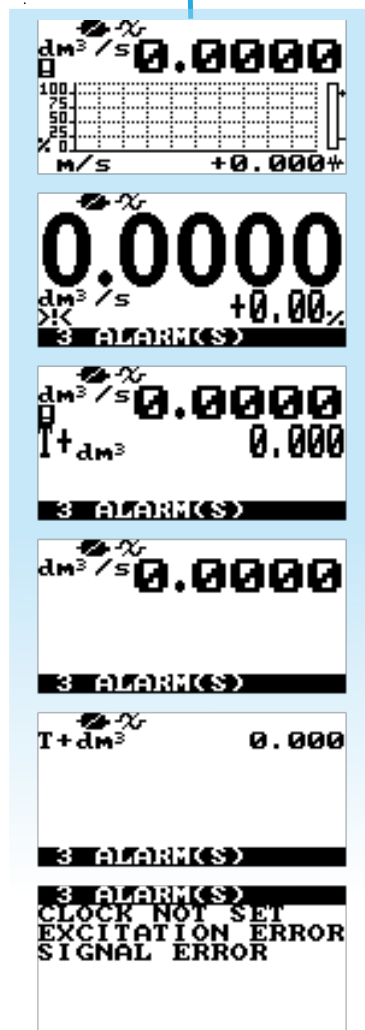 dm³/s 0.0000
100
75
50
25
% 0
m/s +0.000
0.0000
dm³/s +0.00%
>!<
3 ALARM(S)
dm³/s 0.0000
T+dm³ 0.000
3 ALARM(S)
dm³/s 0.0000
3 ALARM(S)
T+dm³ 0.000
3 ALARM(S)
3 ALARM(S)
CLOCK NOT SET
EXCITATION ERROR
SIGNAL ERROR